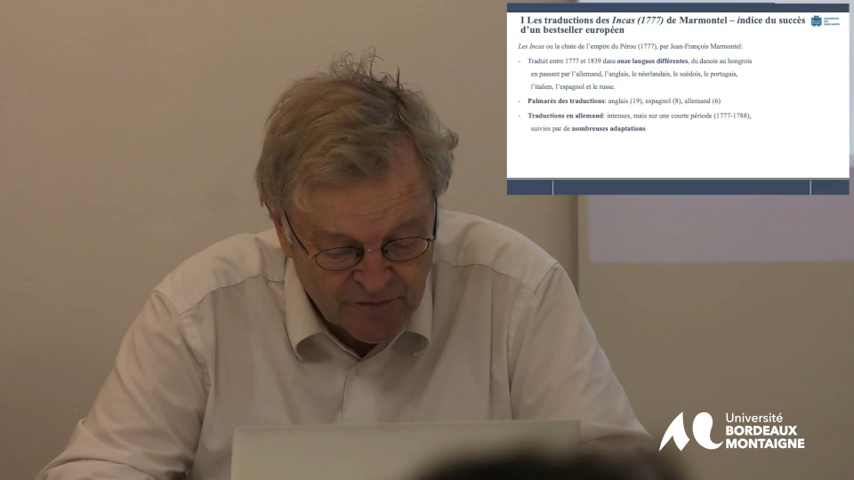 I Les traductions des Incas (1777) de Marmontel – indice du succès
d'un bestseller européen
Les Incas ou la chute de l'empire du Pérou (1777), par Jean-François Marmontel:
- Traduit entre 1777 et 1839 dans onze langues différentes, du danois au hongrois
en passant par l'allemand, l'anglais, le néerlandais, le suédois, le portugais,
l'italien, l'espagnol et le russe.
- Palmarès des traductions: anglais (19), espagnol (8), allemand (6)
- Traductions en allemand: intenses, mais sur une courte période (1777-1788),
suivies par de nombreuses adaptations
Université
BORDEAUX
MONTAIGNE